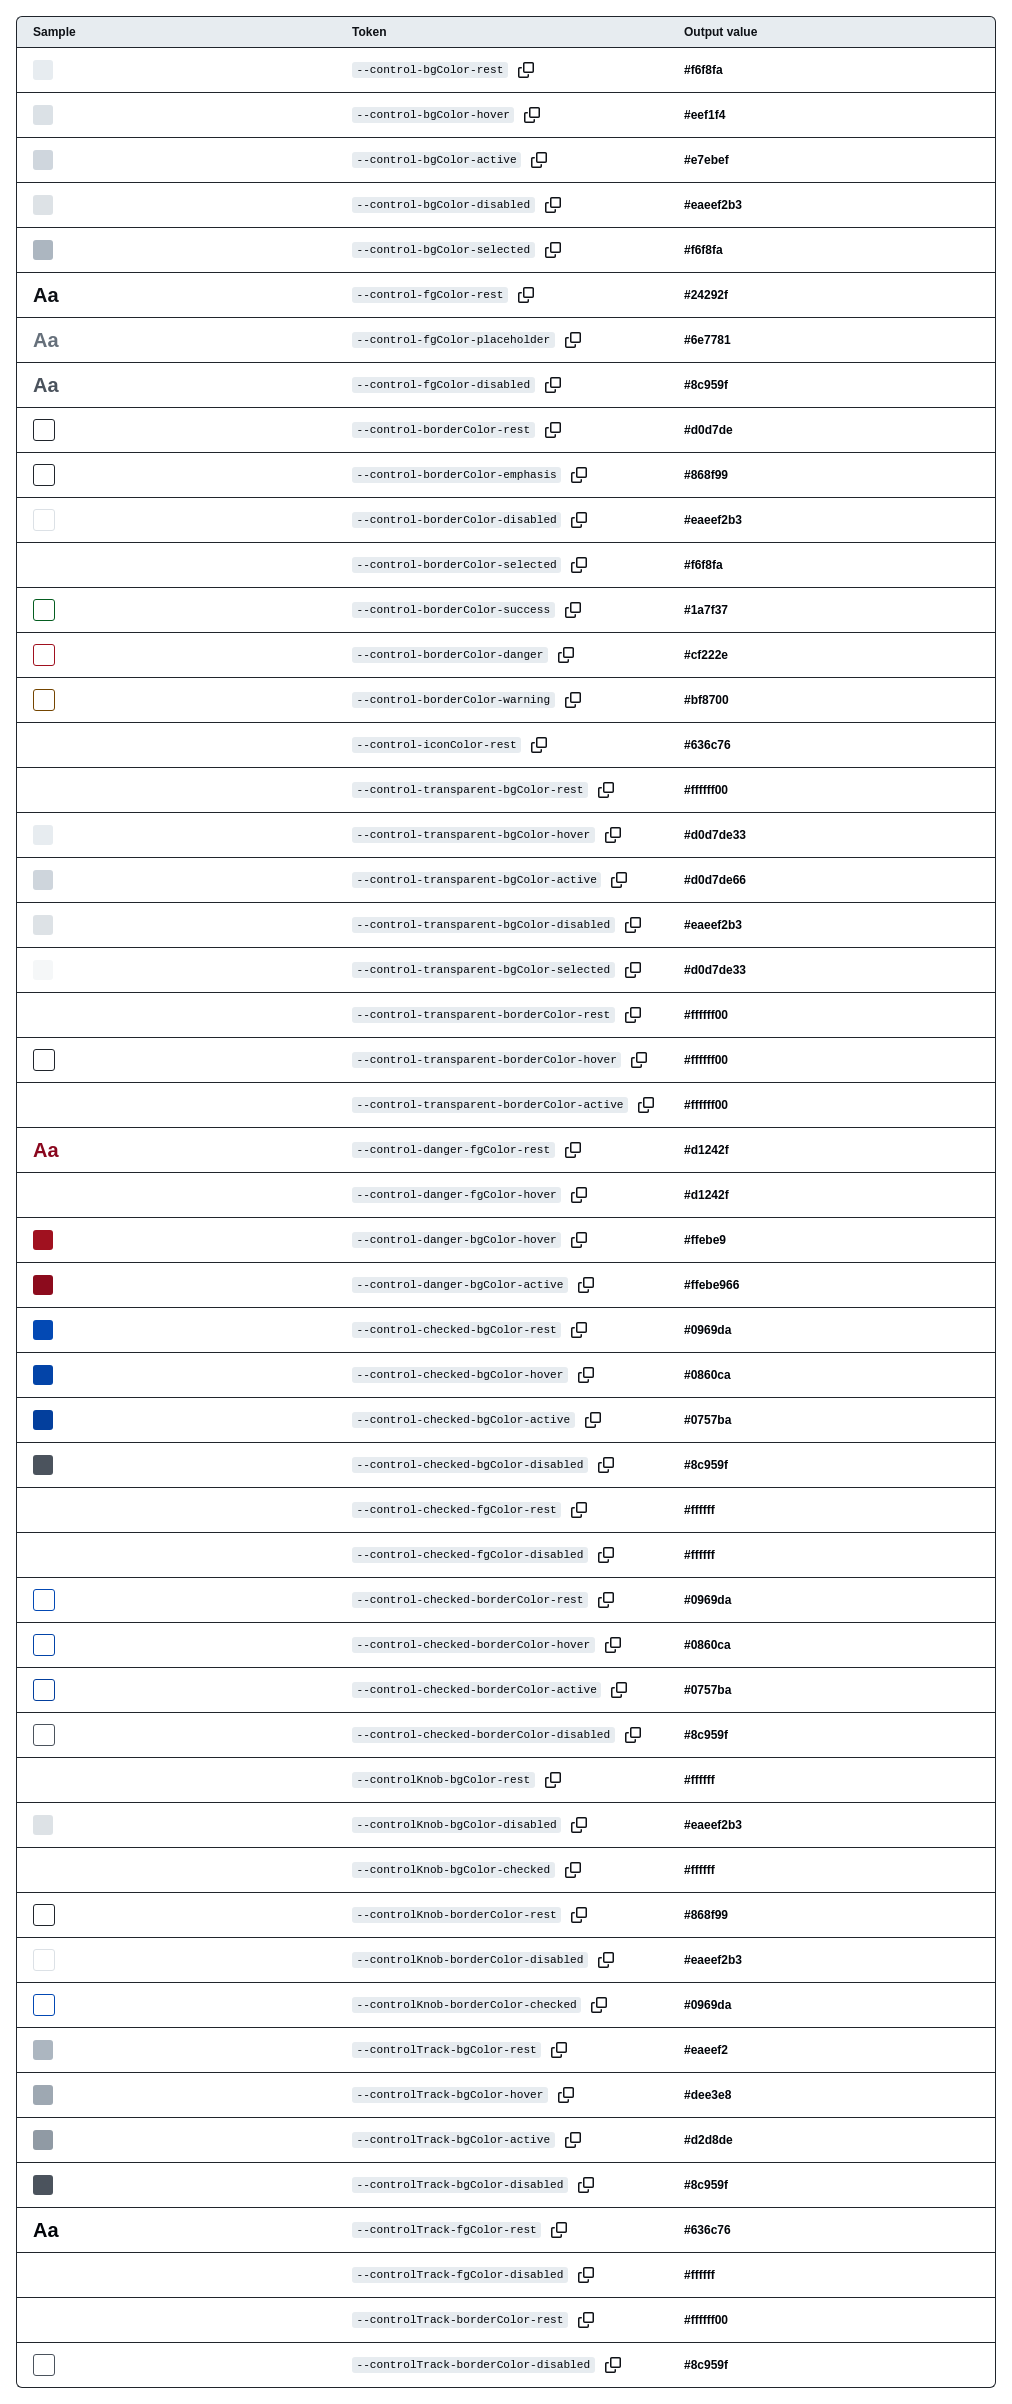 Sample Token Output value
--control-bgColor-rest #f6f8fa
--control-bgColor-hover #eef1f4
--control-bgColor-active #e7ebef
--control-bgColor-disabled #eaeef2b3
--control-bgColor-selected #f6f8fa
Aa --control-fgColor-rest #24292f
Aa --control-fgColor-placeholder #6e7781
Aa --control-fgColor-disabled #8c959f
--control-borderColor-rest #d0d7de
--control-borderColor-emphasis #868f99
--control-borderColor-disabled #eaeef2b3
--control-borderColor-selected #f6f8fa
--control-borderColor-success #1a7f37
--control-borderColor-danger #cf222e
--control-borderColor-warning #bf8700
--control-iconColor-rest #636c76
--control-transparent-bgColor-rest #ffffff00
--control-transparent-bgColor-hover #d0d7de33
--control-transparent-bgColor-active #d0d7de66
--control-transparent-bgColor-disabled #eaeef2b3
--control-transparent-bgColor-selected #d0d7de33
--control-transparent-borderColor-rest #ffffff00
--control-transparent-borderColor-hover #ffffff00
--control-transparent-borderColor-active #ffffff00
Aa --control-danger-fgColor-rest #d1242f
--control-danger-fgColor-hover #d1242f
--control-danger-bgColor-hover #ffebe9
--control-danger-bgColor-active #ffebe966
--control-checked-bgColor-rest #0969da
--control-checked-bgColor-hover #0860ca
--control-checked-bgColor-active #0757ba
--control-checked-bgColor-disabled #8c959f
--control-checked-fgColor-rest #ffffff
--control-checked-fgColor-disabled #ffffff
--control-checked-borderColor-rest #0969da
--control-checked-borderColor-hover #0860ca
--control-checked-borderColor-active #0757ba
--control-checked-borderColor-disabled #8c959f
--controlKnob-bgColor-rest #ffffff
--controlKnob-bgColor-disabled #eaeef2b3
--controlKnob-bgColor-checked #ffffff
--controlKnob-borderColor-rest #868f99
--controlKnob-borderColor-disabled #eaeef2b3
--controlKnob-borderColor-checked #0969da
--controlTrack-bgColor-rest #eaeef2
--controlTrack-bgColor-hover #dee3e8
--controlTrack-bgColor-active #d2d8de
--controlTrack-bgColor-disabled #8c959f
Aa --controlTrack-fgColor-rest #636c76
--controlTrack-fgColor-disabled #ffffff
--controlTrack-borderColor-rest #ffffff00
--controlTrack-borderColor-disabled #8c959f